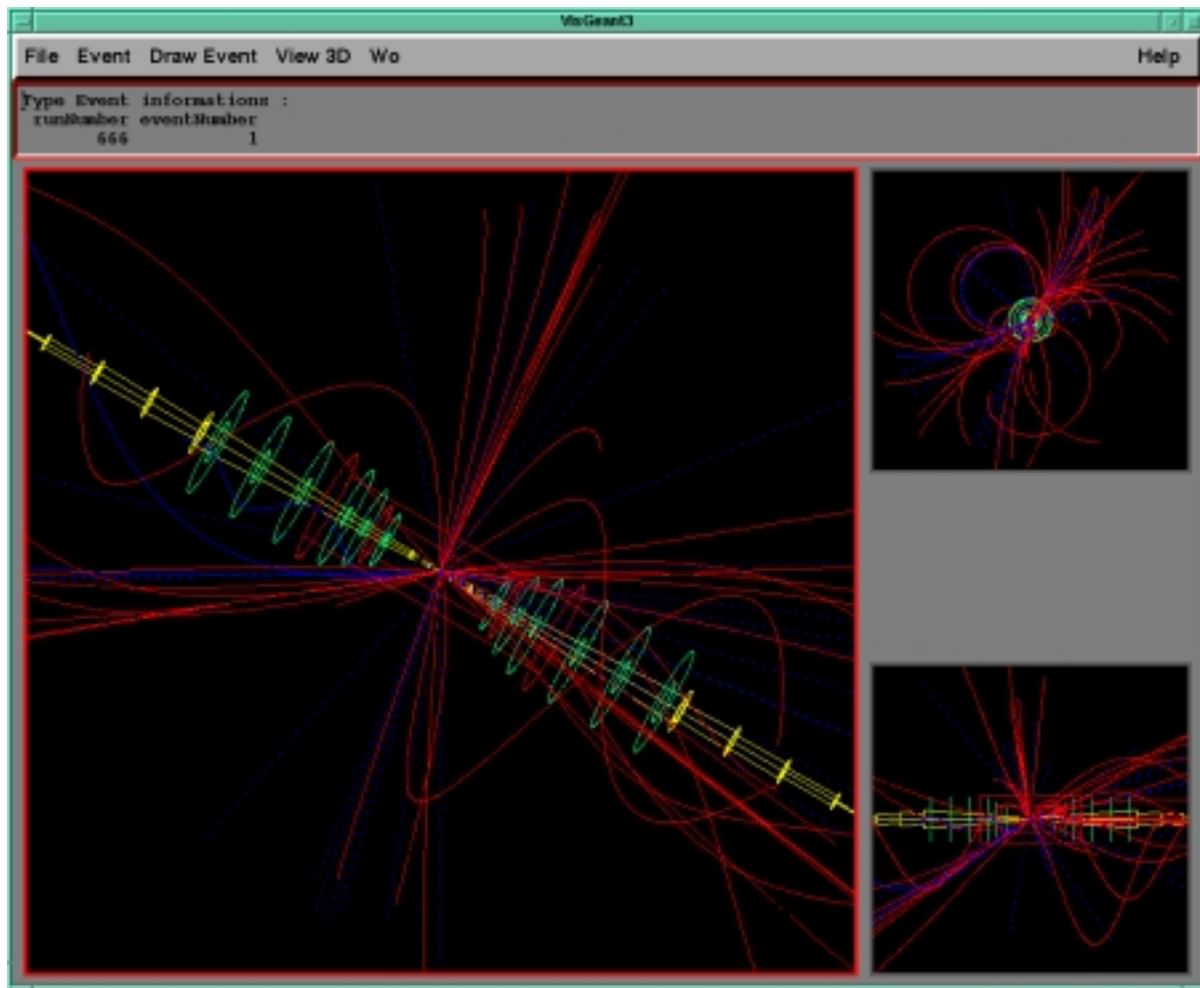 VisGeant3
File Event Draw Event View 3D Wo Help
Type Event informations :
runNumber eventNumber
666 1